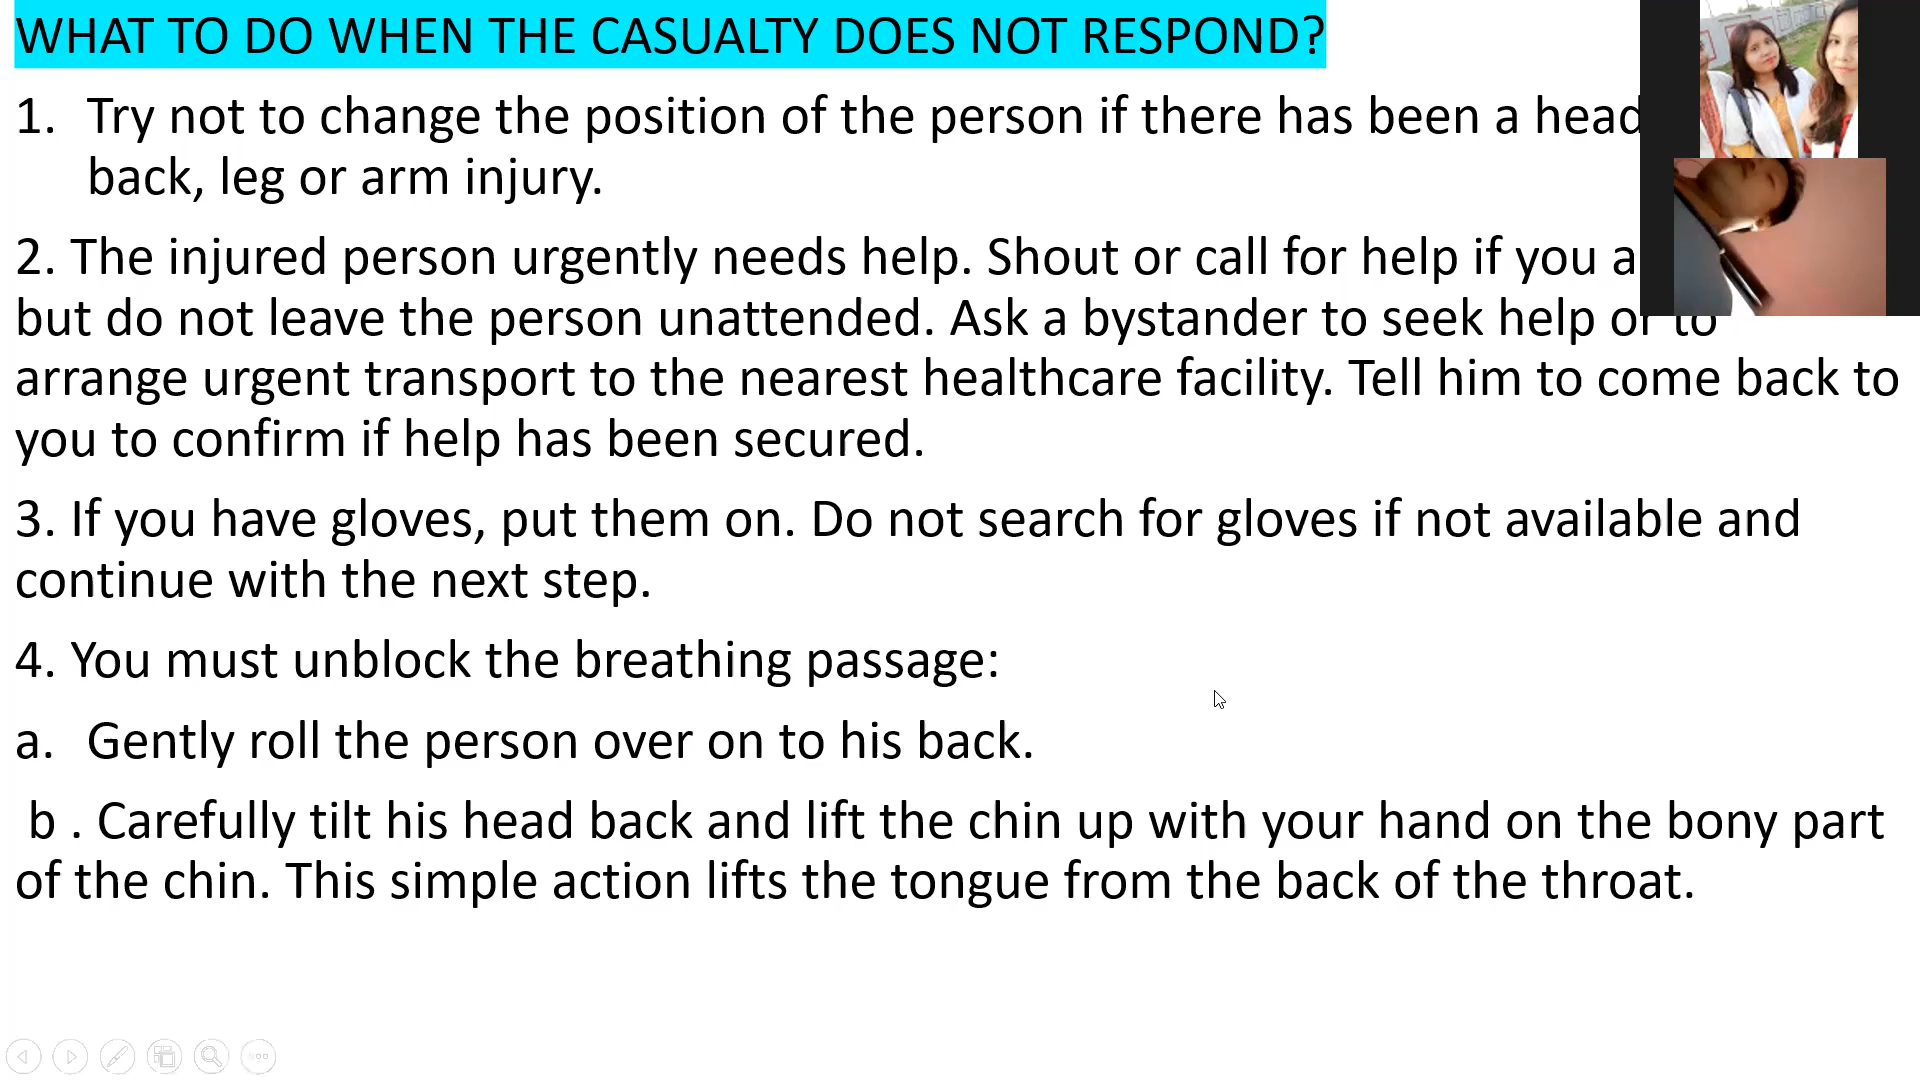 WHAT TO DO WHEN THE CASUALTY DOES NOT RESPOND?
1. Try not to change the position of the person if there has been a head
back, leg or arm injury.
2. The injured person urgently needs help. Shout or call for help if you
but do not leave the person unattended. Ask a bystander to seek help or to
arrange urgent transport to the nearest healthcare facility. Tell him to come back to
you to confirm if help has been secured.
3. If you have gloves, put them on. Do not search for gloves if not available and
continue with the next step.
4. You must unblock the breathing passage:
a. Gently roll the person over on to his back.
b . Carefully tilt his head back and lift the chin up with your hand on the bony part
of the chin. This simple action lifts the tongue from the back of the throat.